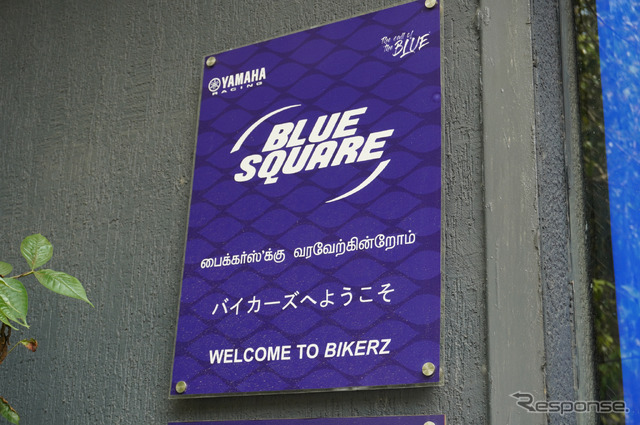 YAMAHA
RACING
The call of
the BLUE
BLUE
SQUARE
பைக்கர்ஸ்'க்கு வரவேற்கின்றோம்
バイカーズへようこそ
WELCOME TO BIKERZ
Response.